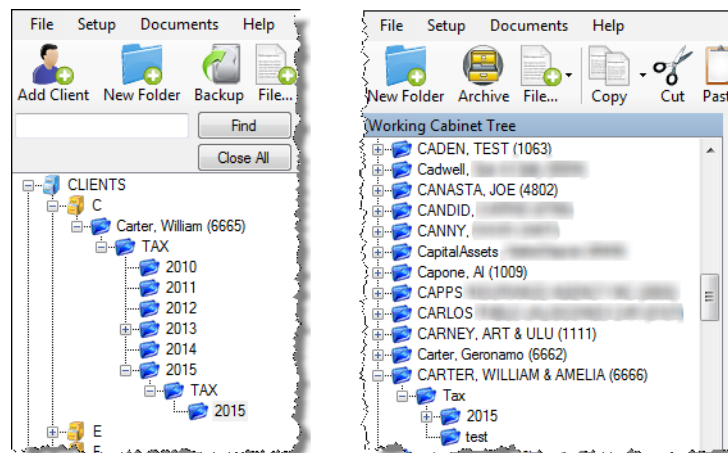 File Setup Documents Help
Add Client New Folder Backup File...
Find
Close All
CLIENTS
C
Carter, William (6665)
TAX
2010
2011
2012
2013
2014
2015
TAX
2015
E
File Setup Documents Help
New Folder Archive File... Copy Cut
Working Cabinet Tree
CADEN, TEST (1063)
Cadwell,
CANASTA, JOE (4802)
CANDID,
CANNY,
CapitalAssets
Capone, Al (1009)
CAPPS
CARLOS
CARNEY, ART & ULU (1111)
Carter, Geronamo (6662)
CARTER, WILLIAM & AMELIA (6666)
Tax
2015
test